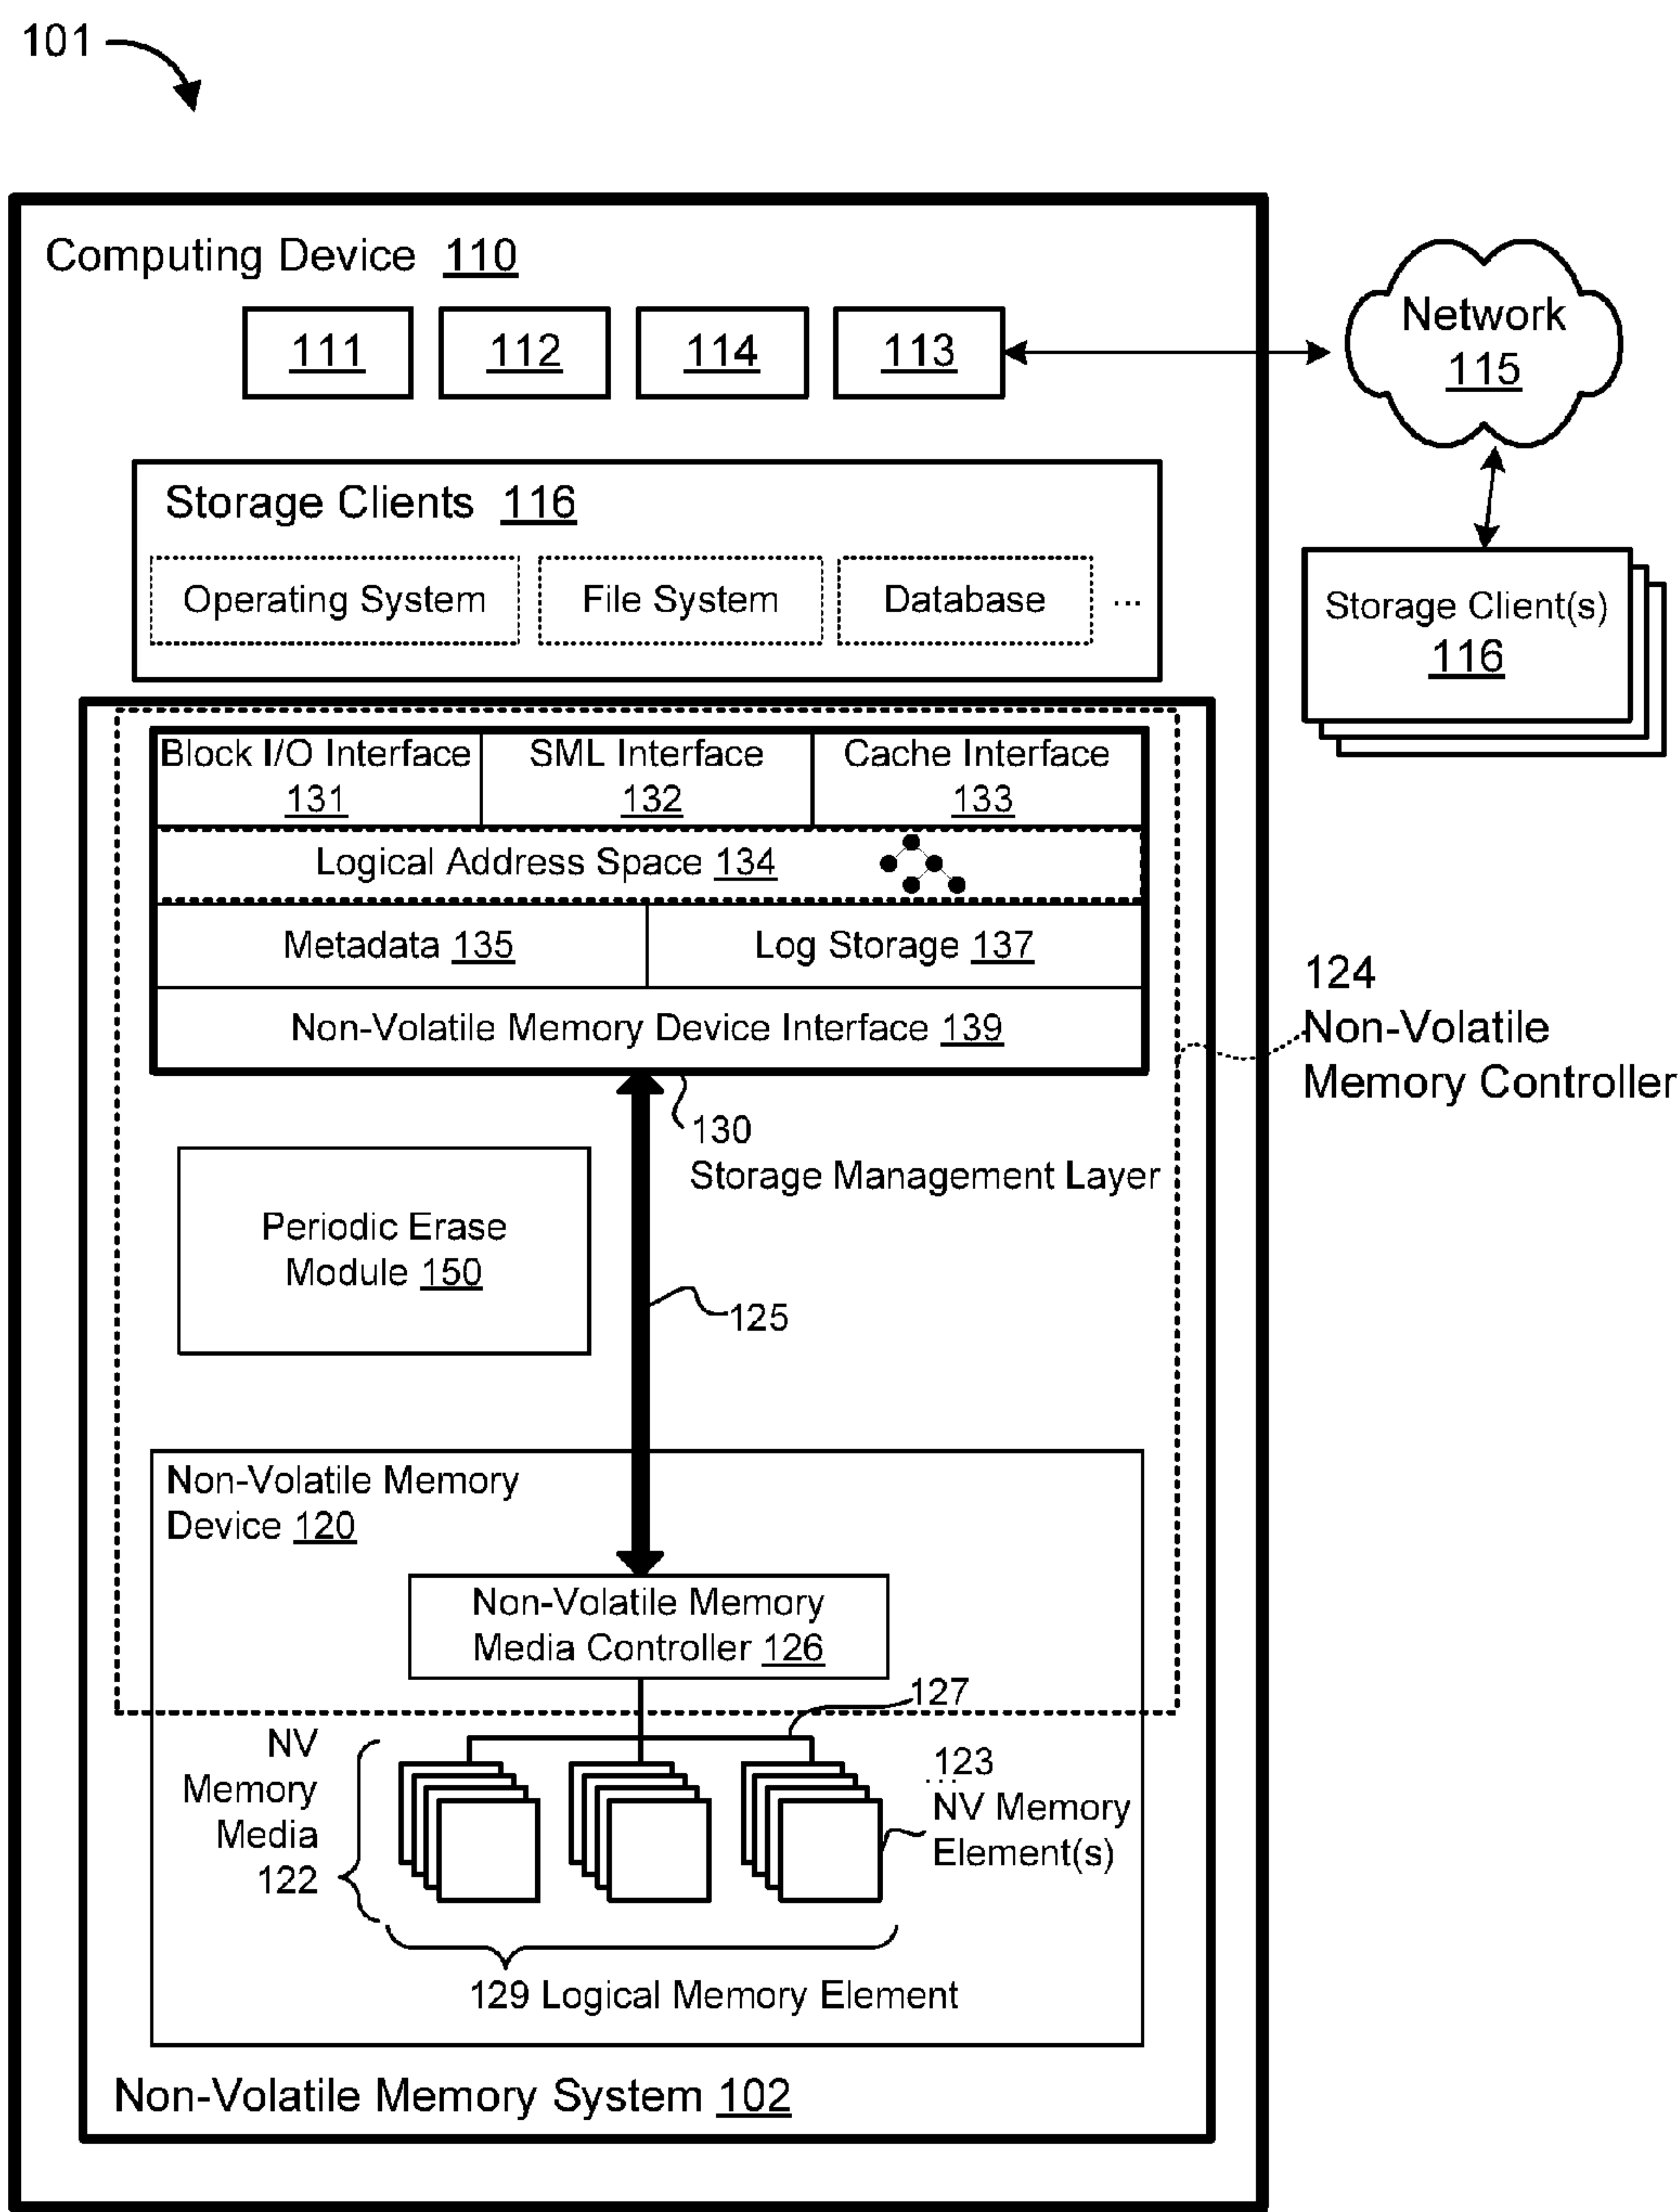 101
Computing Device 110
111 112 114 113
Network
115
Storage Clients 116
Operating System File System Database ...
Storage Client(s)
116
Block I/O Interface
131
SML Interface
132
Cache Interface
133
Logical Address Space 134
Metadata 135
Log Storage 137
Non-Volatile Memory Device Interface 139
124
Non-Volatile
Memory Controller
130
Storage Management Layer
Periodic Erase
Module 150
125
Non-Volatile Memory
Device 120
Non-Volatile Memory
Media Controller 126
127
NV
Memory
Media
122
...
123
NV Memory
Element(s)
129 Logical Memory Element
Non-Volatile Memory System 102